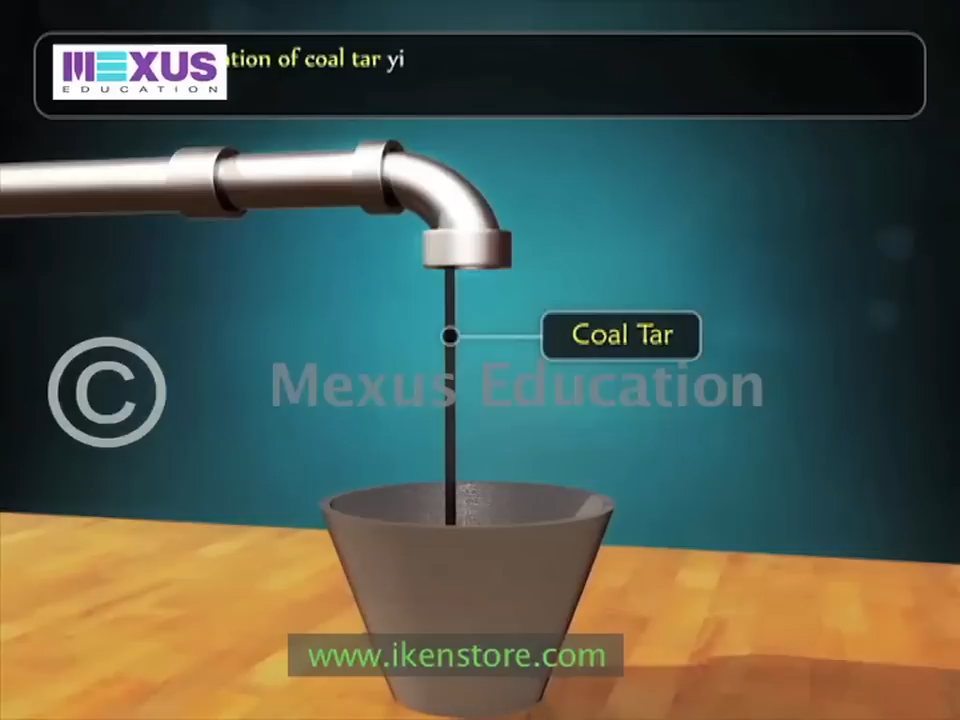 MEXUS
EDUCATION
ation of coal tar yi
Coal Tar
© Mexus Education
www.ikenstore.com